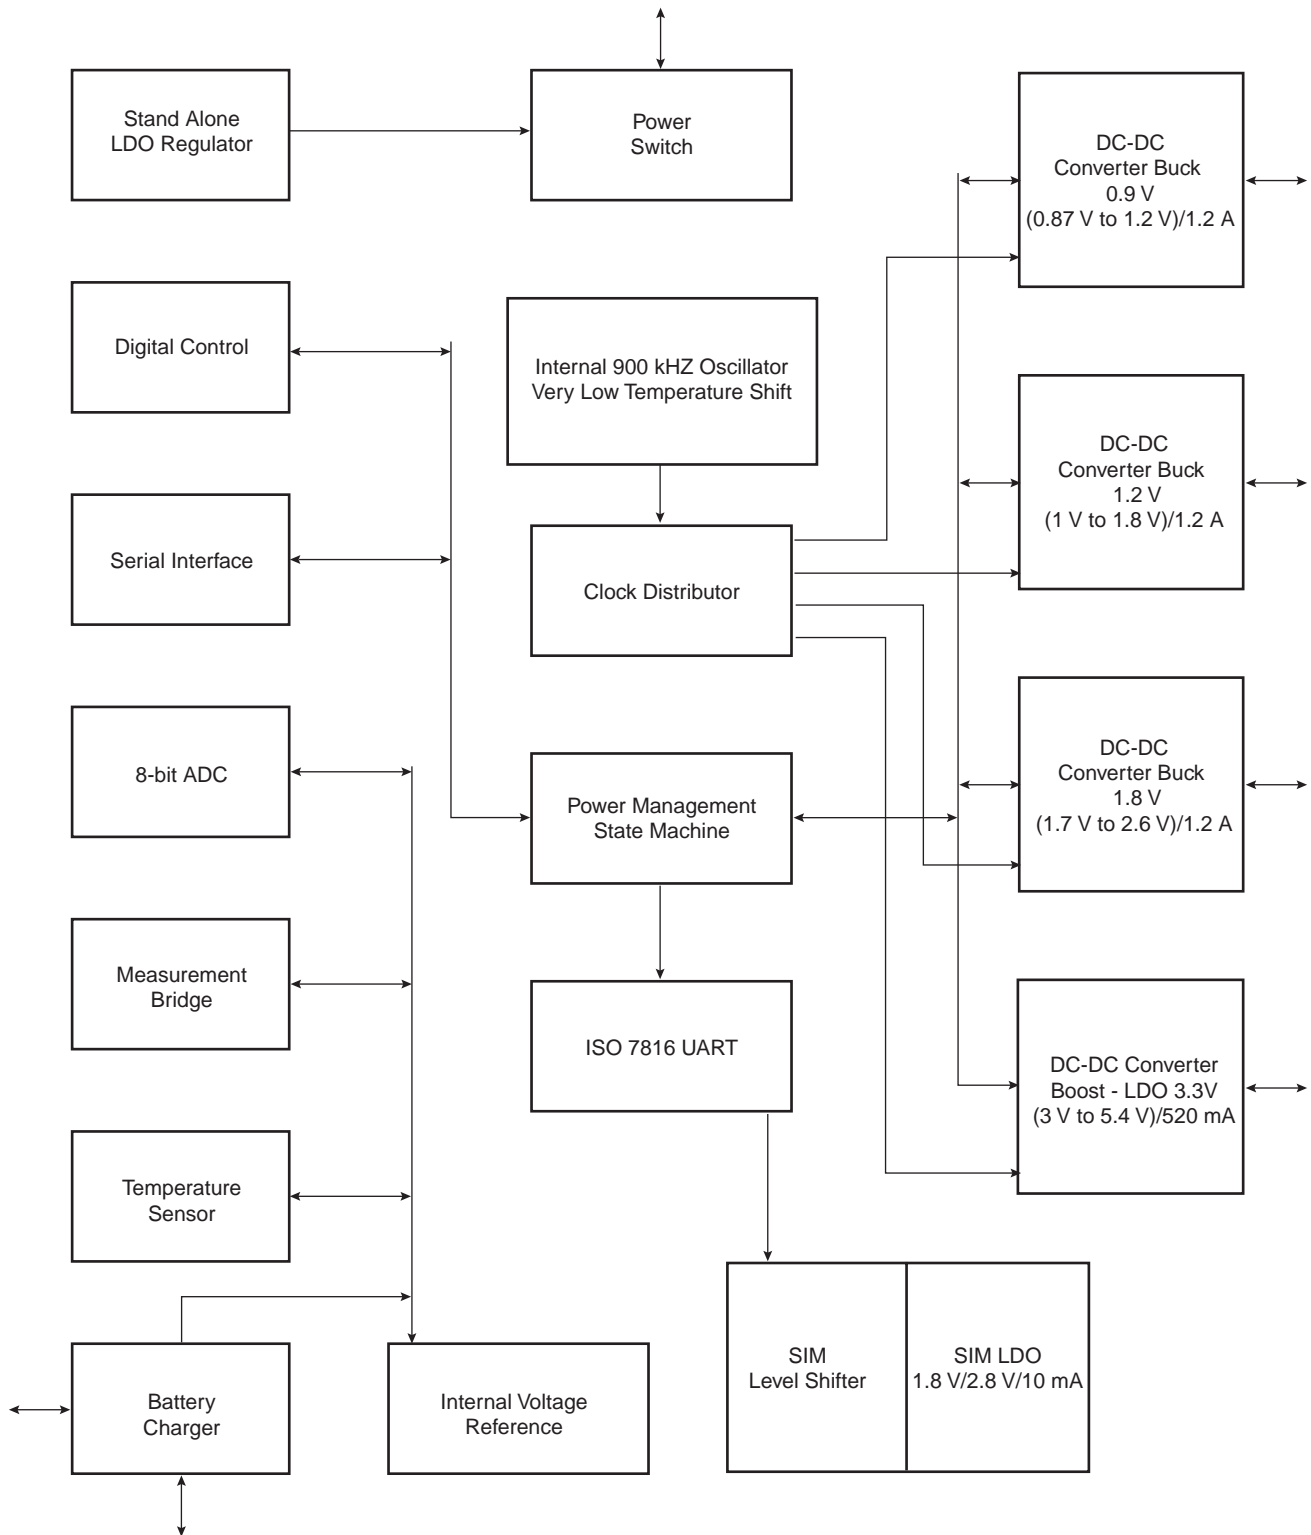 Stand Alone
LDO Regulator
Power
Switch
DC-DC
Converter Buck
0.9 V
(0.87 V to 1.2 V)/1.2 A
Digital Control
Internal 900 kHZ Oscillator
Very Low Temperature Shift
DC-DC
Converter Buck
1.2 V
(1 V to 1.8 V)/1.2 A
Serial Interface
Clock Distributor
8-bit ADC
Power Management
State Machine
DC-DC
Converter Buck
1.8 V
(1.7 V to 2.6 V)/1.2 A
Measurement
Bridge
ISO 7816 UART
DC-DC Converter
Boost - LDO 3.3V
(3 V to 5.4 V)/520 mA
Temperature
Sensor
Battery
Charger
Internal Voltage
Reference
SIM
Level Shifter
SIM LDO
1.8 V/2.8 V/10 mA